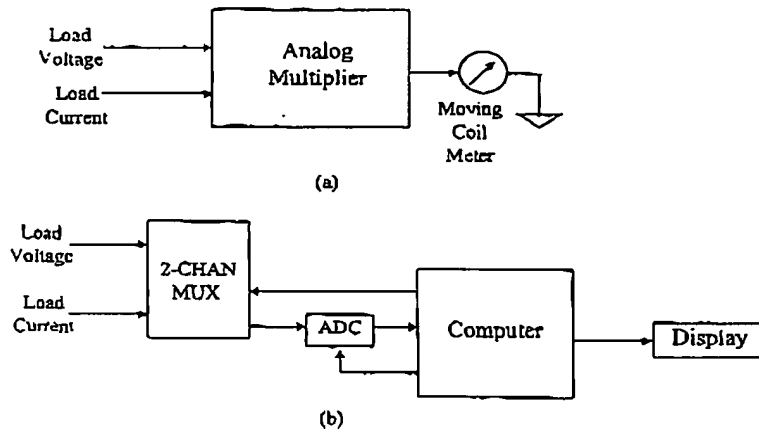 Load
Voltage
Load
Current
Analog
Multiplier
Moving
Coil
Meter
(a)
Load
Voltage
Load
Current
2-CHAN
MUX
ADC
Computer
Display
(b)